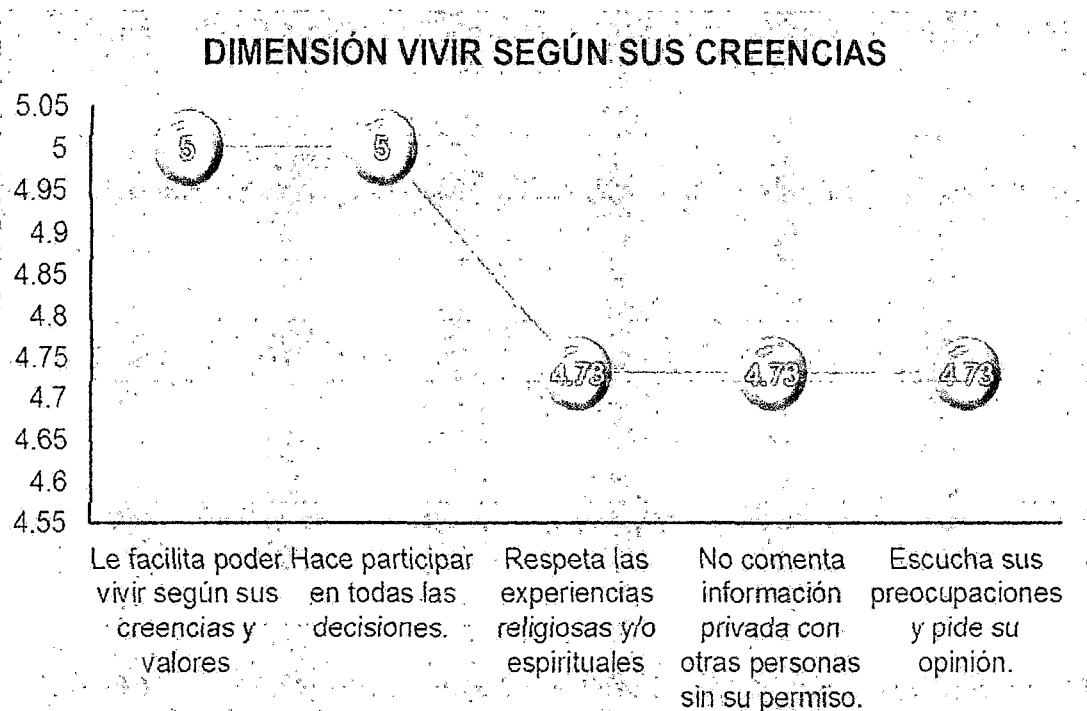 DIMENSIÓN VIVIR SEGÚN SUS CREENCIAS
5.05
5
4.95
4.9
4.85
4.8
4.75
4.7
4.65
4.6
4.55
5
5
4.73
4.73
4.73
Le facilita poder
vivir según sus
creencias y
valores
Hace participar
en todas las
decisiones.
Respeta las
experiencias
religiosas y/o
espirituales
No comenta
información
privada con
otras personas
sin su permiso.
Escucha sus
preocupaciones
y pide su
opinión.